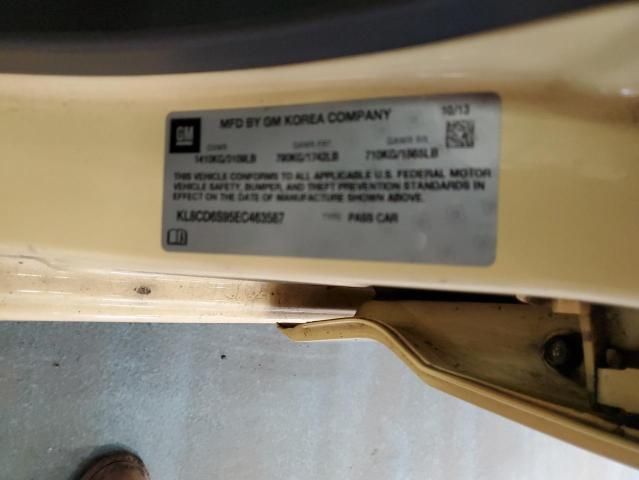 GM MFD BY GM KOREA COMPANY 10/13
GVWR GAWR FRT GAWR RR
1410KG/3109LB 790KG/1742LB 710KG/1565LB
THIS VEHICLE CONFORMS TO ALL APPLICABLE U.S. FEDERAL MOTOR
VEHICLE SAFETY, BUMPER, AND THEFT PREVENTION STANDARDS IN
EFFECT ON THE DATE OF MANUFACTURE SHOWN ABOVE.
KL8CD6S95EC463587 TYPE: PASS CAR